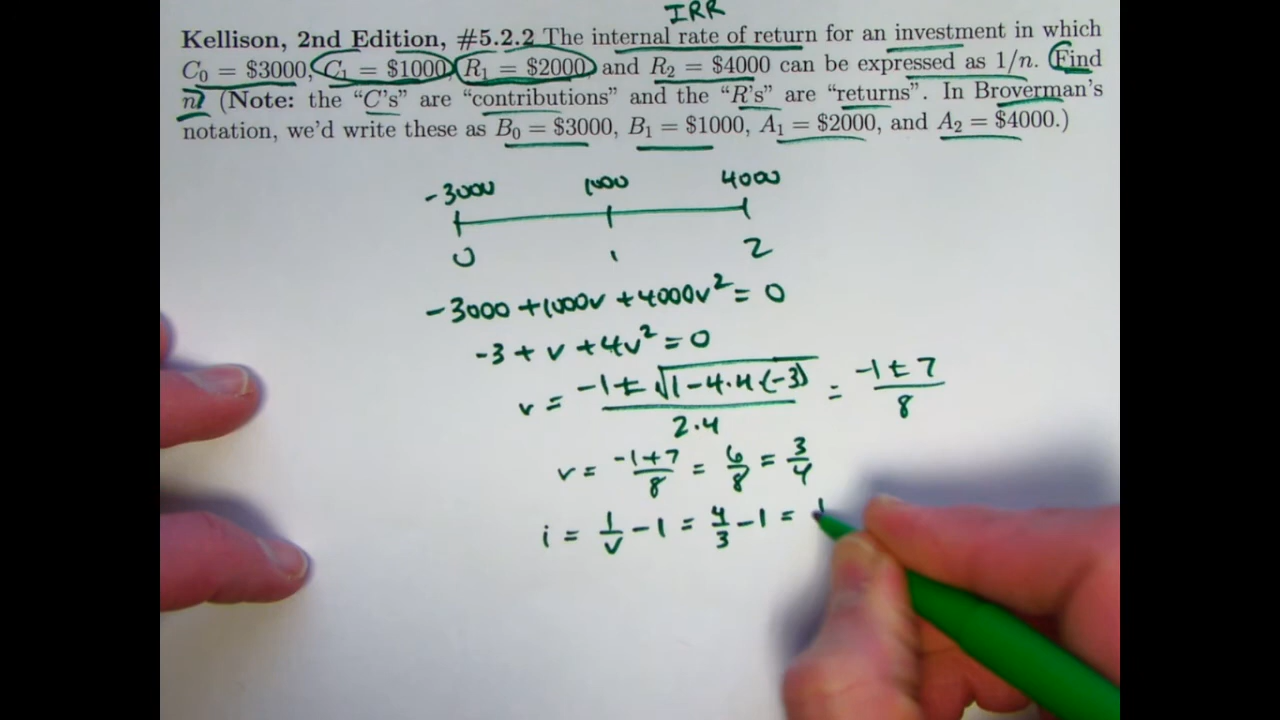 IRR
Kellison, 2nd Edition, #5.2.2 The internal rate of return for an investment in which
C₀ = $3000, C₁ = $1000, R₁ = $2000, and R₂ = $4000 can be expressed as 1/n. Find
n? (Note: the “C’s” are “contributions” and the “R’s” are “returns”. In Broverman’s
notation, we’d write these as B₀ = $3000, B₁ = $1000, A₁ = $2000, and A₂ = $4000.)
-3000 1000 4000
0 1 2
-3000 + 1000v + 4000v² = 0
-3 + v + 4v² = 0
v = (-1 ± √(1-4·4(-3)))/(2·4) = (-1 ± 7)/8
v = (-1+7)/8 = 6/8 = 3/4
i = 1/v - 1 = 4/3 - 1 =